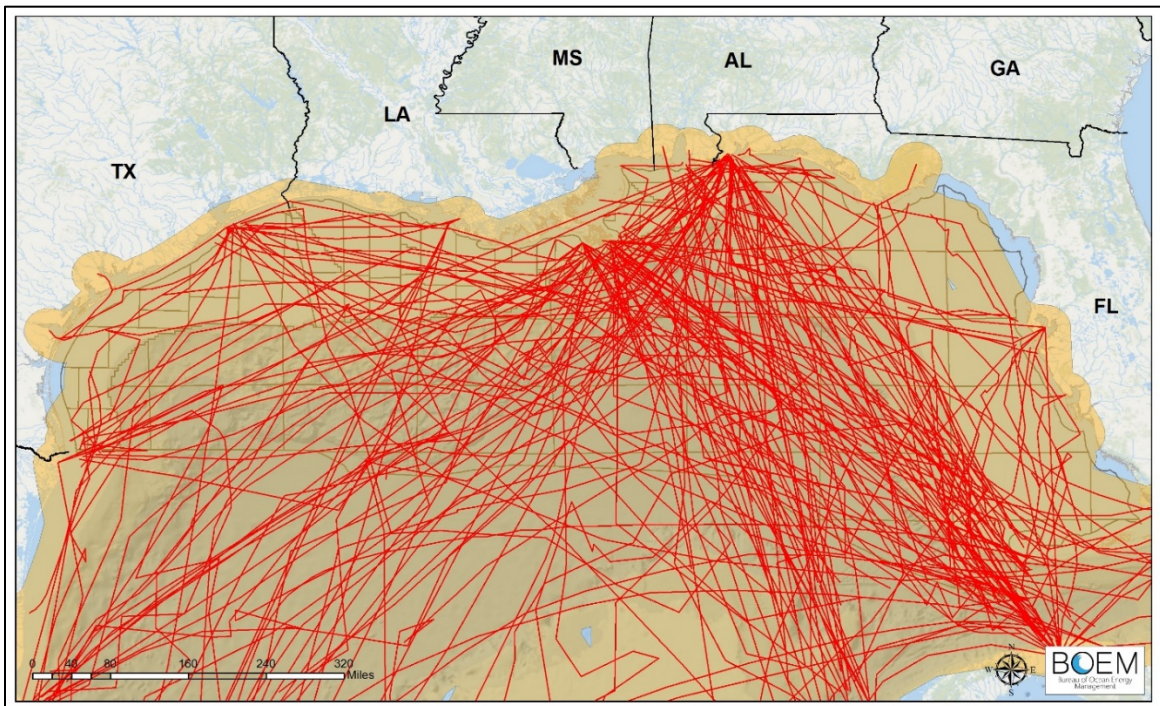 MS
AL
GA
LA
TX
FL
N
W E
S
0 40 80 160 240 320
Miles
BOEM
Bureau of Ocean Energy
Management